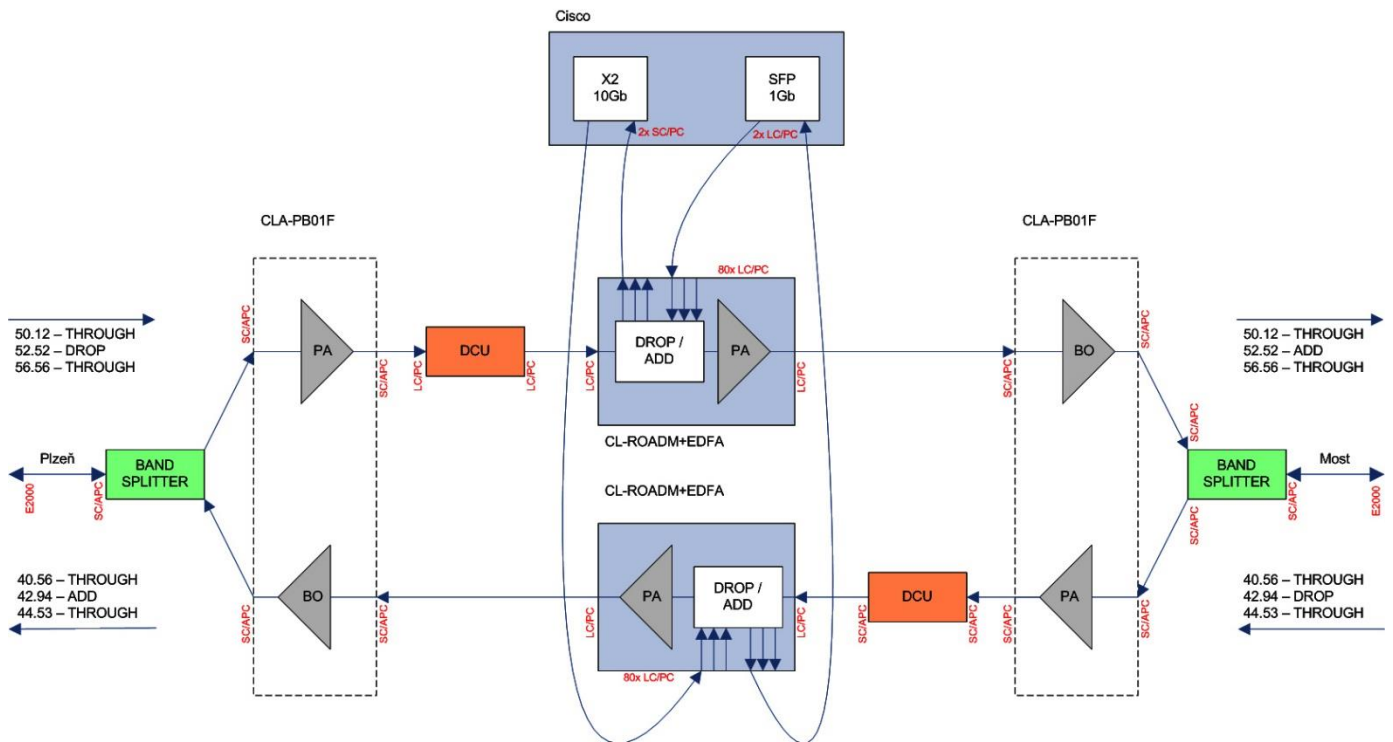 Cisco
X2
10Gb
SFP
1Gb
2x SC/PC
2x LC/PC
CLA-PB01F
CLA-PB01F
80x LC/PC
50.12 – THROUGH
52.52 – DROP
56.56 – THROUGH
SC/APC
PA
SC/APC
LC/PC
DCU
LC/PC
LC/PC
DROP /
ADD
PA
LC/PC
SC/APC
BO
SC/APC
50.12 – THROUGH
52.52 – ADD
56.56 – THROUGH
CL-ROADM+EDFA
Plzeň
E2000
SC/APC
BAND
SPLITTER
CL-ROADM+EDFA
SC/APC
BAND
SPLITTER
SC/APC
SC/APC
Most
E2000
40.56 – THROUGH
42.94 – ADD
44.53 – THROUGH
SC/APC
BO
SC/APC
LC/PC
PA
DROP /
ADD
LC/PC
SC/APC
DCU
SC/APC
SC/APC
PA
SC/APC
40.56 – THROUGH
42.94 – DROP
44.53 – THROUGH
80x LC/PC